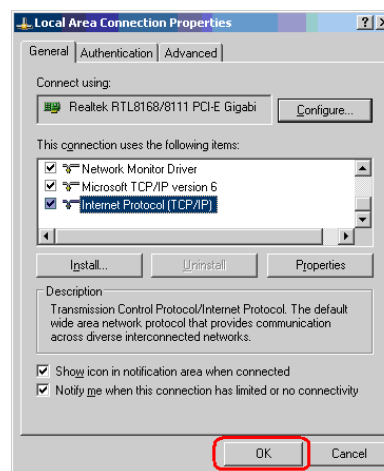 Local Area Connection Properties
General Authentication Advanced
Connect using:
Realtek RTL8168/8111 PCI-E Gigabi Configure...
This connection uses the following items:
Network Monitor Driver
Microsoft TCP/IP version 6
Internet Protocol (TCP/IP)
Install... Uninstall Properties
Description
Transmission Control Protocol/Internet Protocol. The default
wide area network protocol that provides communication
across diverse interconnected networks.
Show icon in notification area when connected
Notify me when this connection has limited or no connectivity
OK Cancel